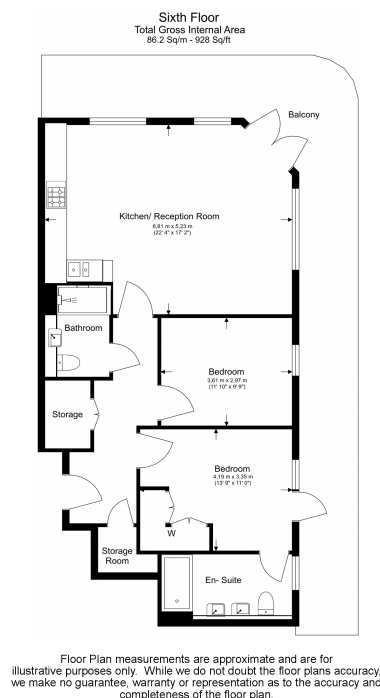 Sixth Floor
Total Gross Internal Area
86.2 Sq/m - 928 Sq/ft
Balcony
Kitchen/ Reception Room
6,81 m x 5,23 m
(22' 4" x 17' 2")
Bathroom
Bedroom
3,61 m x 2,97 m
(11' 10" x 9' 9")
Storage
Bedroom
4,19 m x 3,35 m
(13' 9" x 11' 0")
W
Storage
Room
En- Suite
Floor Plan measurements are approximate and are for
illustrative purposes only. While we do not doubt the floor plans accuracy,
we make no guarantee, warranty or representation as to the accuracy and
completeness of the floor plan.